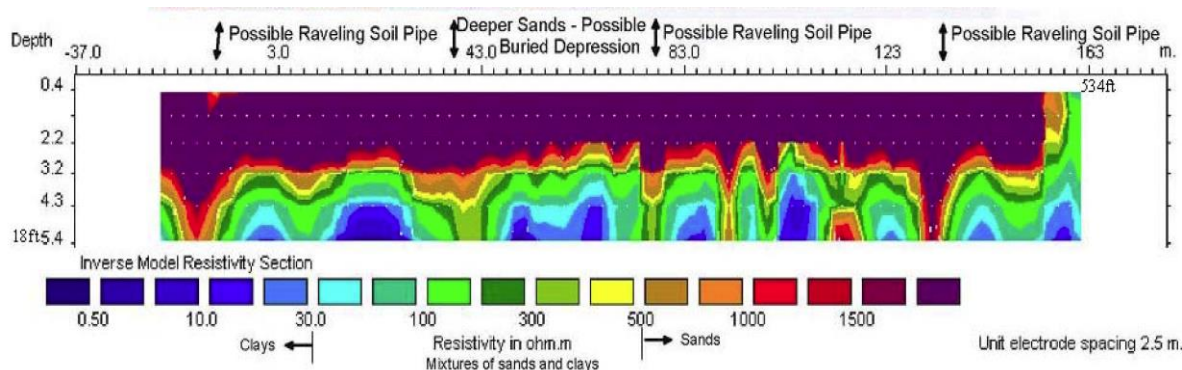 Possible Raveling Soil Pipe
Deeper Sands - Possible
Buried Depression
Possible Raveling Soil Pipe
Possible Raveling Soil Pipe
Depth
-37.0 3.0 43.0 83.0 123 163 m.
0.4
534ft
2.2
3.2
4.3
18ft5.4
Inverse Model Resistivity Section
0.50 10.0 30.0 100 300 500 1000 1500
Clays
Resistivity in ohm.m
Sands
Unit electrode spacing 2.5 m.
Mixtures of sands and clays